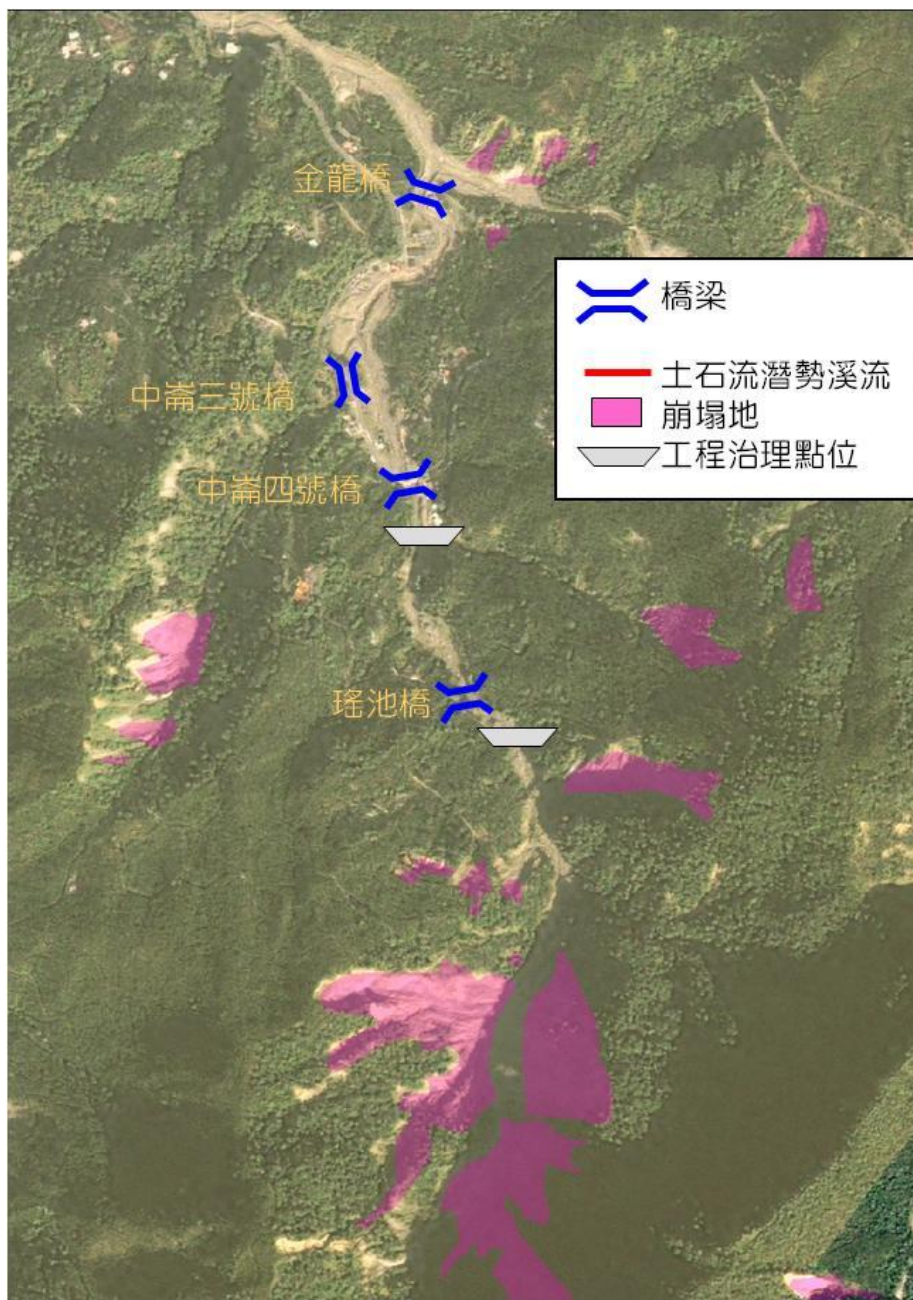 金龍橋
橋梁
土石流潛勢溪流
崩塌地
工程治理點位
中崙三號橋
中崙四號橋
瑤池橋